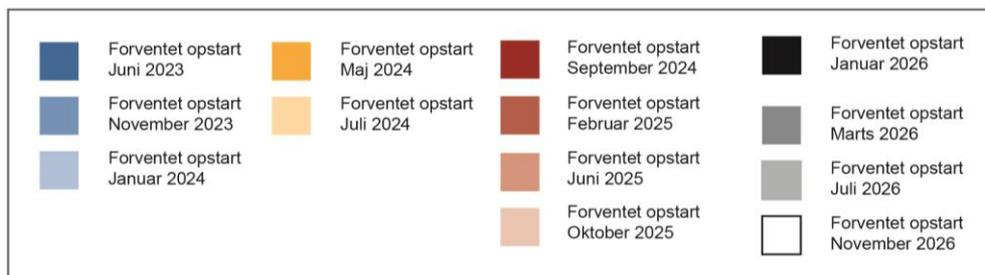 Forventet opstart
Juni 2023
Forventet opstart
November 2023
Forventet opstart
Januar 2024
Forventet opstart
Maj 2024
Forventet opstart
Juli 2024
Forventet opstart
September 2024
Forventet opstart
Februar 2025
Forventet opstart
Juni 2025
Forventet opstart
Oktober 2025
Forventet opstart
Januar 2026
Forventet opstart
Marts 2026
Forventet opstart
Juli 2026
Forventet opstart
November 2026